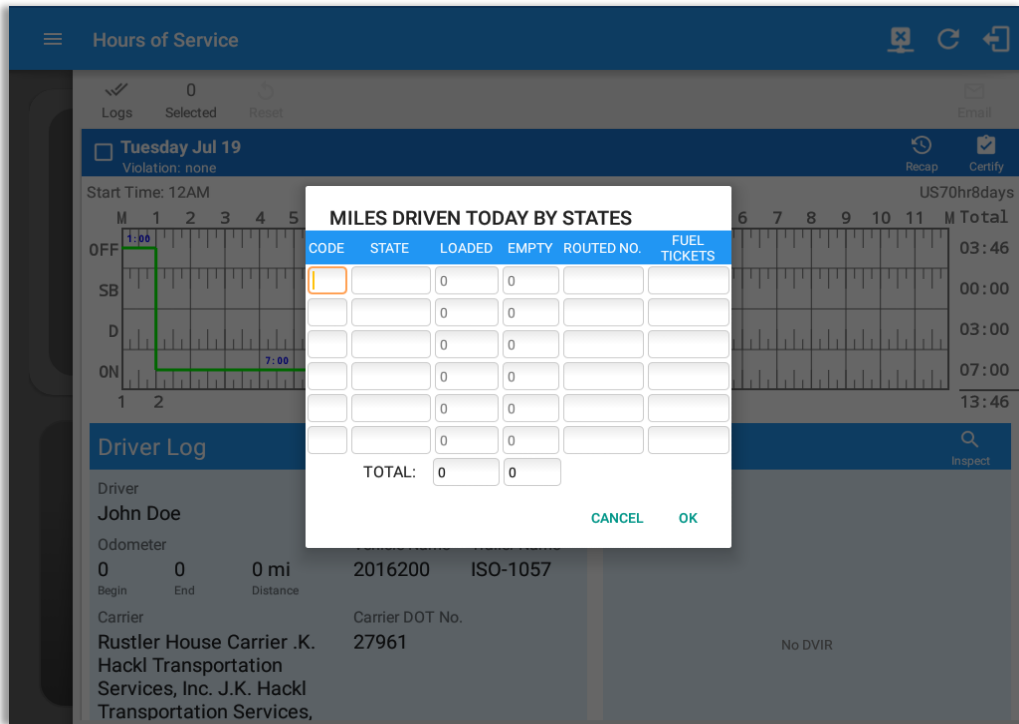 Hours of Service
0
Logs Selected Reset Email
Tuesday Jul 19
Violation: none Recap Certify
Start Time: 12AM US70hr8days
M 1 2 3 4 5 6 7 8 9 10 11 M Total
1:00
OFF 03:46
SB 00:00
D 03:00
7:00
ON 07:00
1 2 13:46
MILES DRIVEN TODAY BY STATES
CODE STATE LOADED EMPTY ROUTED NO. FUEL TICKETS
0 0
0 0
0 0
0 0
0 0
0 0
TOTAL: 0 0
CANCEL OK
Driver Log Inspect
Driver
John Doe
Odometer
0 0 0 mi 2016200 ISO-1057
Begin End Distance
Carrier Carrier DOT No.
Rustler House Carrier .K. 27961
Hackl Transportation
Services, Inc. J.K. Hackl
Transportation Services,
No DVIR